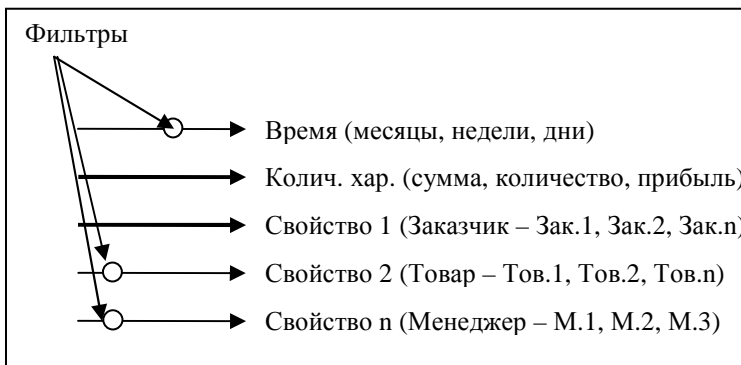 Фильтры
Время (месяцы, недели, дни)
Колич. хар. (сумма, количество, прибыль)
Свойство 1 (Заказчик – Зак.1, Зак.2, Зак.n)
Свойство 2 (Товар – Тов.1, Тов.2, Тов.n)
Свойство n (Менеджер – М.1, М.2, М.3)